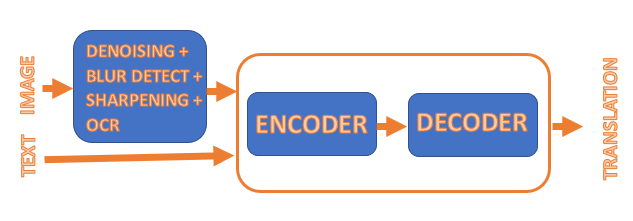 IMAGE
TEXT
DENOISING +
BLUR DETECT +
SHARPENING +
OCR
ENCODER
DECODER
TRANSLATION